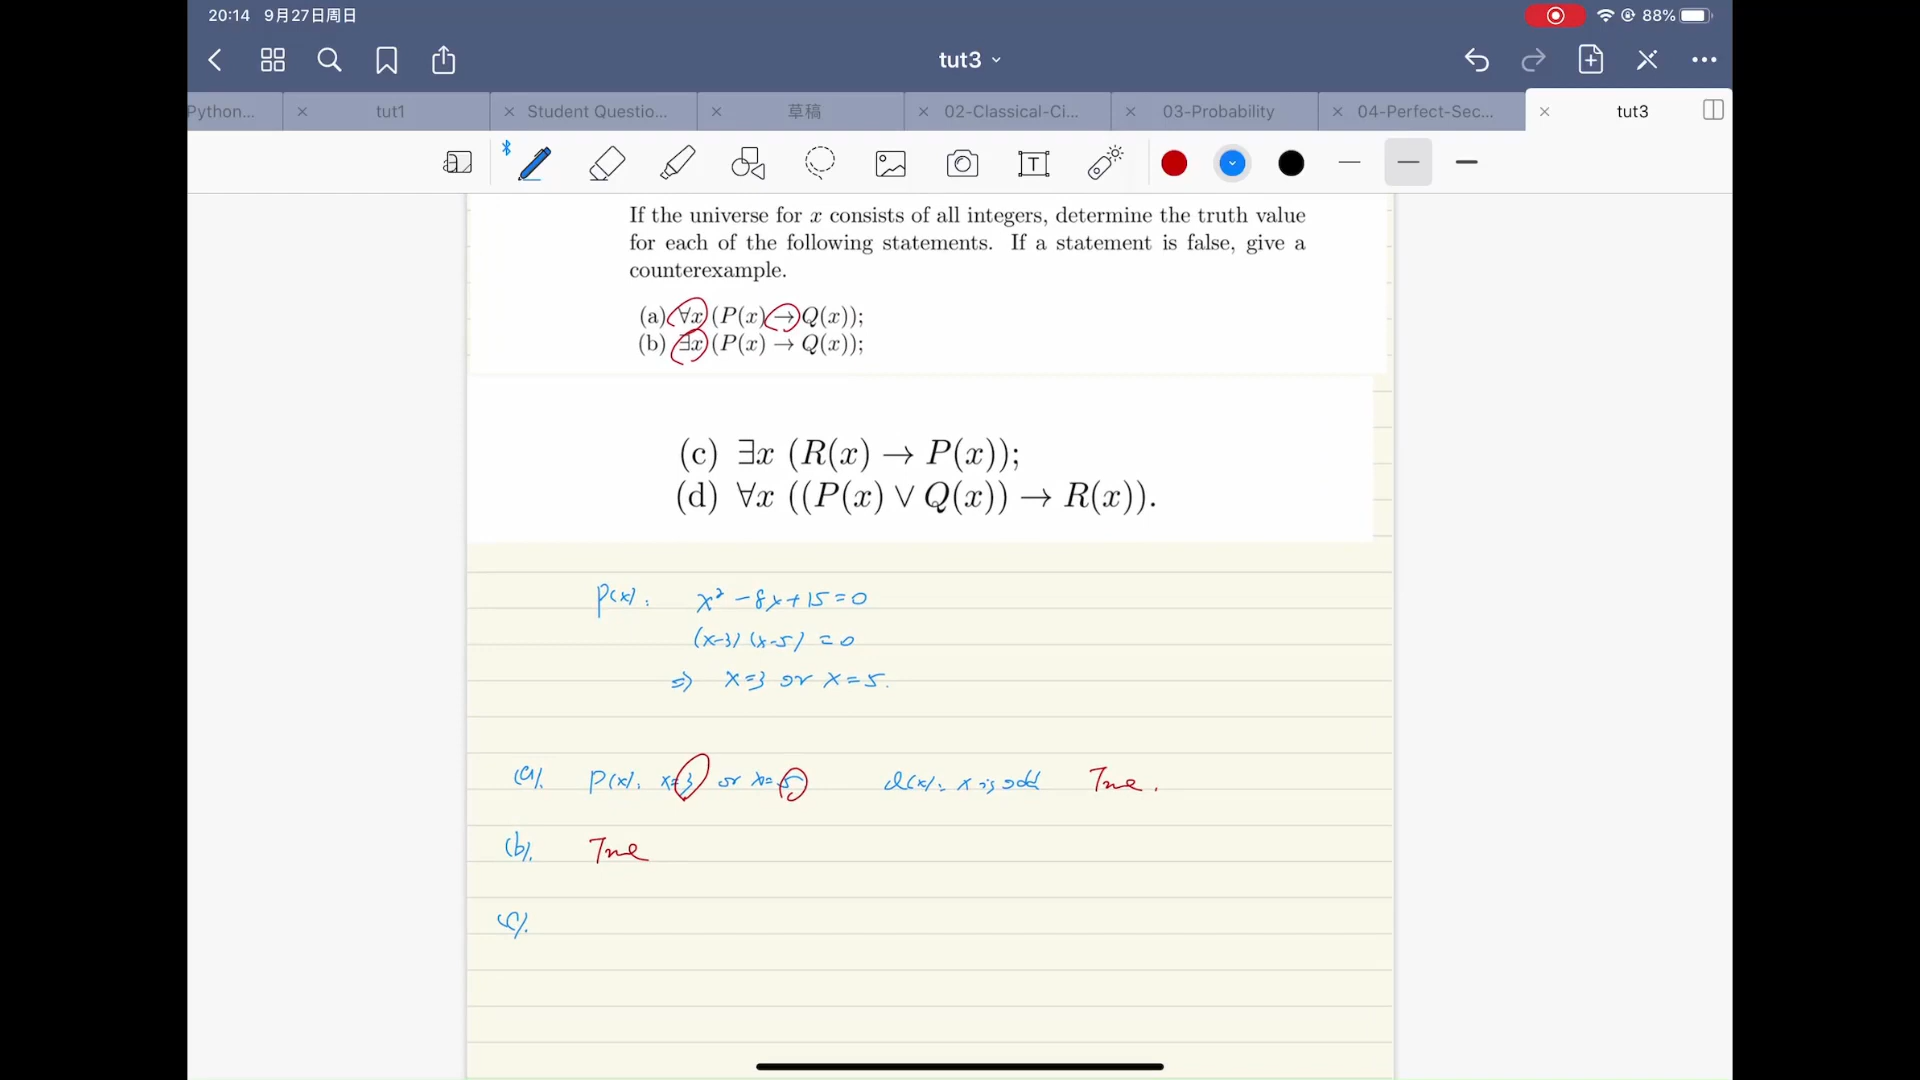 20:14 9月27日周日 88%
tut3
Python... tut1 Student Questio... 草稿 02-Classical-Ci... 03-Probability 04-Perfect-Sec... tut3
If the universe for x consists of all integers, determine the truth value
for each of the following statements. If a statement is false, give a
counterexample.
(a) ∀x (P(x) → Q(x));
(b) ∃x (P(x) → Q(x));
(c) ∃x (R(x) → P(x));
(d) ∀x ((P(x) ∨ Q(x)) → R(x)).
P(x): x² - 8x + 15 = 0
(x-3) (x-5) = 0
⇒ x=3 or x=5.
(a). P(x): x=3 or x=5 Q(x): x is odd True.
(b). True
(c).